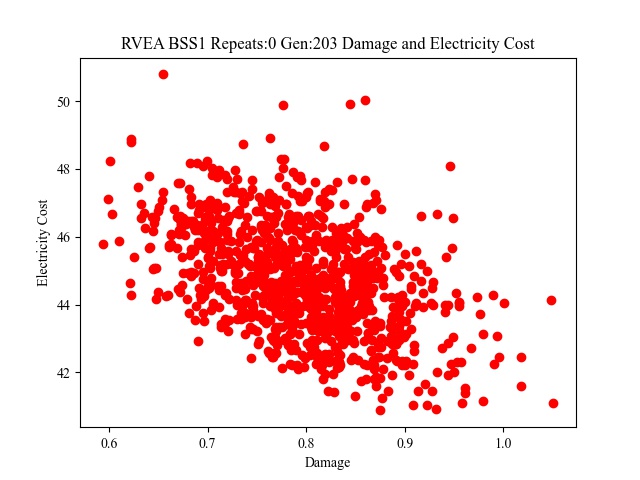 RVEA BSS1 Repeats:0 Gen:203 Damage and Electricity Cost
50
48
46
44
42
Electricity Cost
0.6 0.7 0.8 0.9 1.0
Damage